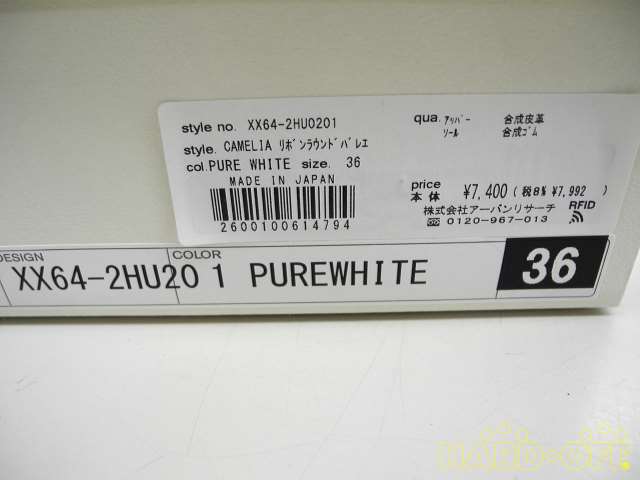 style no. XX64-2HU0201
style. CAMELIA ﾘﾎﾞﾝﾗｳﾝﾄﾞﾊﾞﾚｴ
col. PURE WHITE size. 36
MADE IN JAPAN
2600100614794
qua. ｱｯﾊﾟｰ 合成皮革
ｿｰﾙ 合成ｺﾞﾑ
price
本体 ¥7,400 (税8% ¥7,992 )
株式会社アーバンリサーチ RFID
0120-967-013
DESIGN COLOR
XX64-2HU20 1 PUREWHITE 36
HARD-OFF